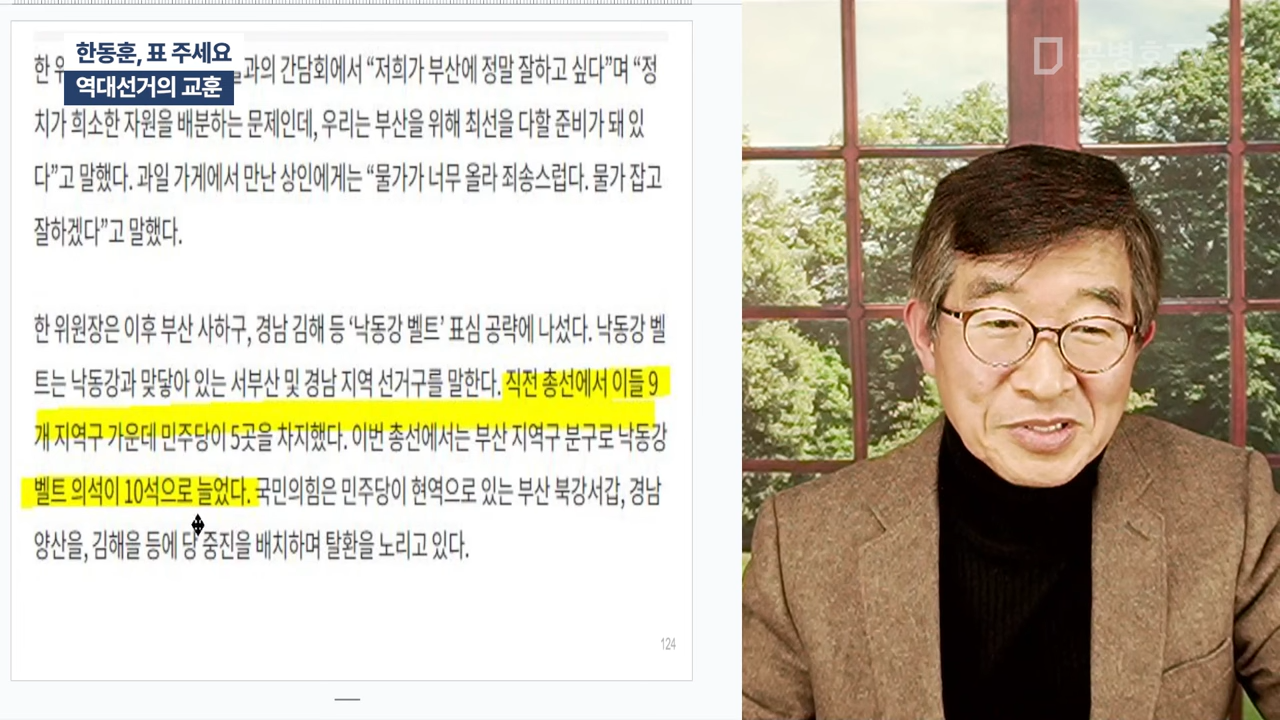 한동훈, 표 주세요
역대선거의 교훈
한 위 과의 간담회에서 “저희가 부산에 정말 잘하고 싶다”며 “정
치가 희소한 자원을 배분하는 문제인데, 우리는 부산을 위해 최선을 다할 준비가 돼 있
다”고 말했다. 과일 가게에서 만난 상인에게는 “물가가 너무 올라 죄송스럽다. 물가 잡고
잘하겠다”고 말했다.
한 위원장은 이후 부산 사하구, 경남 김해 등 ‘낙동강 벨트’ 표심 공략에 나섰다. 낙동강 벨
트는 낙동강과 맞닿아 있는 서부산 및 경남 지역 선거구를 말한다. 직전 총선에서 이들 9
개 지역구 가운데 민주당이 5곳을 차지했다. 이번 총선에서는 부산 지역구 분구로 낙동강
벨트 의석이 10석으로 늘었다. 국민의힘은 민주당이 현역으로 있는 부산 북강서갑, 경남
양산을, 김해을 등에 당 중진을 배치하며 탈환을 노리고 있다.
124
공병호